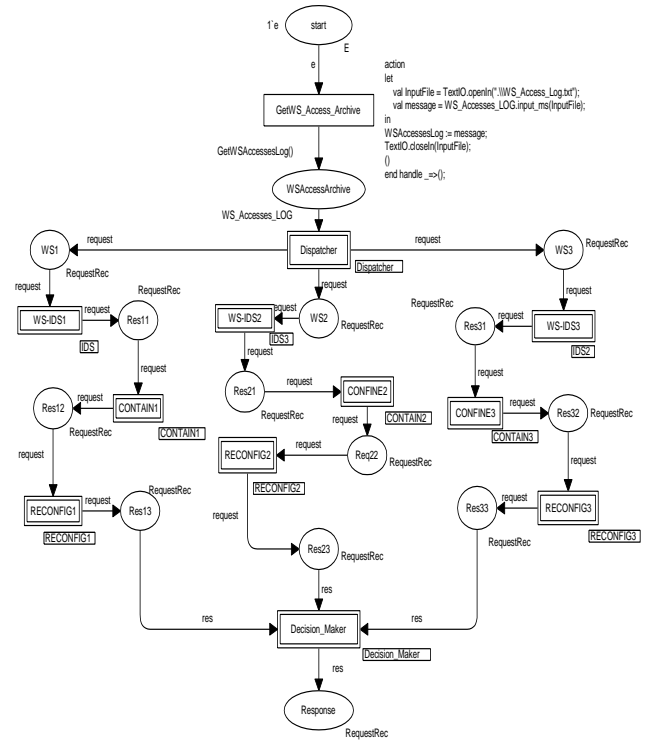 1`e
start
E
e
action
let
val InputFile = TextIO.openIn(".\\WS_Access_Log.txt");
val message = WS_Accesses_LOG.input_ms(InputFile);
in
WSAccessesLog := message;
TextIO.closeIn(InputFile);
()
end handle _=>();
GetWS_Access_Archive
GetWSAccessesLog()
WSAccessArchive
WS_Accesses_LOG
request
Dispatcher
request
Dispatcher
WS1
RequestRec
WS3
RequestRec
request
request
request
WS-IDS1
request
IDS
RequestRec
Res11
WS-IDS2
request
IDS3
WS2
RequestRec
RequestRec
Res31
request
WS-IDS3
IDS2
request
request
request
Res21
RequestRec
request
CONFINE2
CONTAIN2
Res12
RequestRec
request
CONTAIN1
CONTAIN1
CONFINE3
request
CONTAIN3
Res32
RequestRec
request
request
RECONFIG2
RECONFIG2
request
Req22
RequestRec
request
RECONFIG1
RECONFIG1
request
RequestRec
Res13
request
Res33
RequestRec
request
RECONFIG3
RECONFIG3
Res23
RequestRec
res
res
res
Decision_Maker
Decision_Maker
res
Response
RequestRec